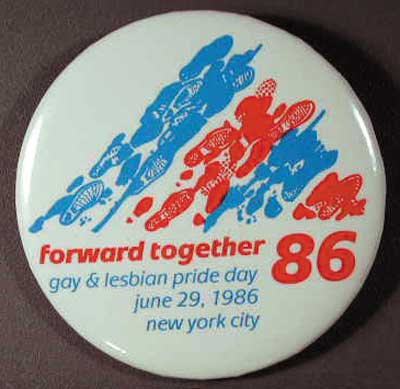 forward together 86
gay & lesbian pride day
june 29, 1986
new york city